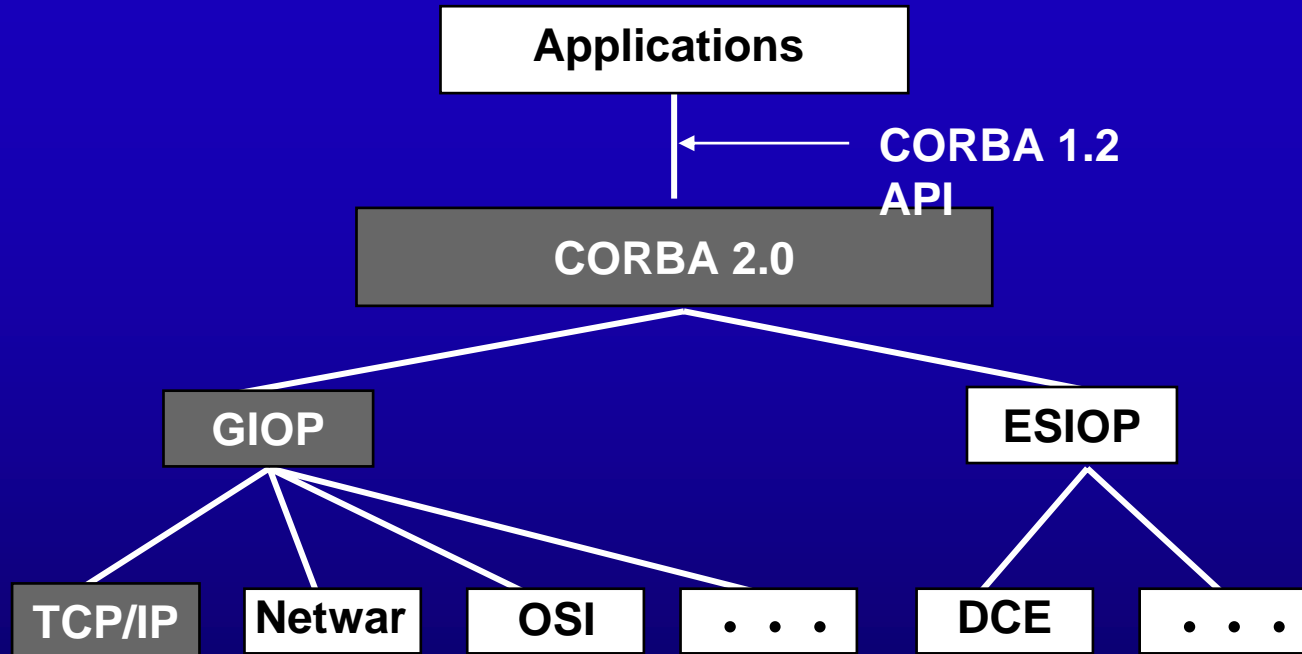 Applications
CORBA 1.2
API
CORBA 2.0
GIOP
ESIOP
TCP/IP
Netwar
OSI
. . .
DCE
. . .